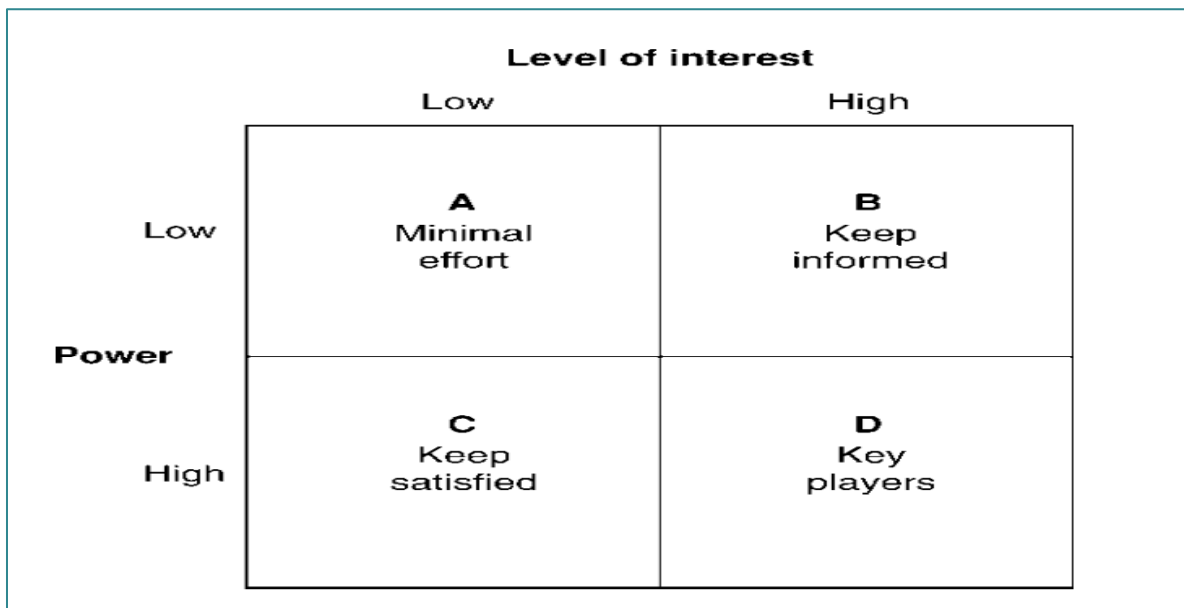 Level of interest
Low High
A
Minimal
effort
B
Keep
informed
Low
Power
High
C
Keep
satisfied
D
Key
players